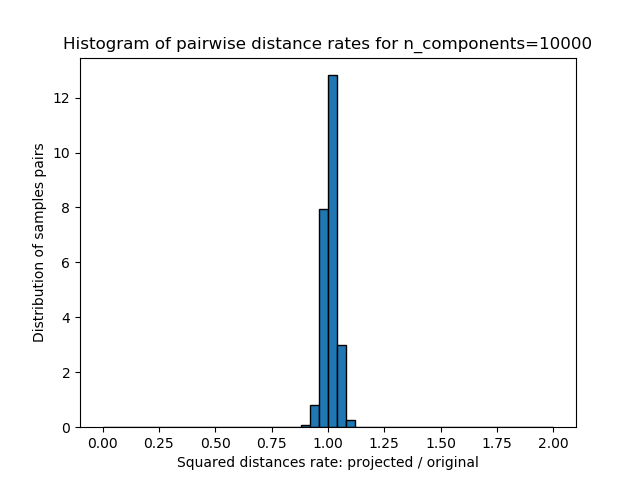 Histogram of pairwise distance rates for n_components=10000
Distribution of samples pairs
12
10
8
6
4
2
0
0.00 0.25 0.50 0.75 1.00 1.25 1.50 1.75 2.00
Squared distances rate: projected / original